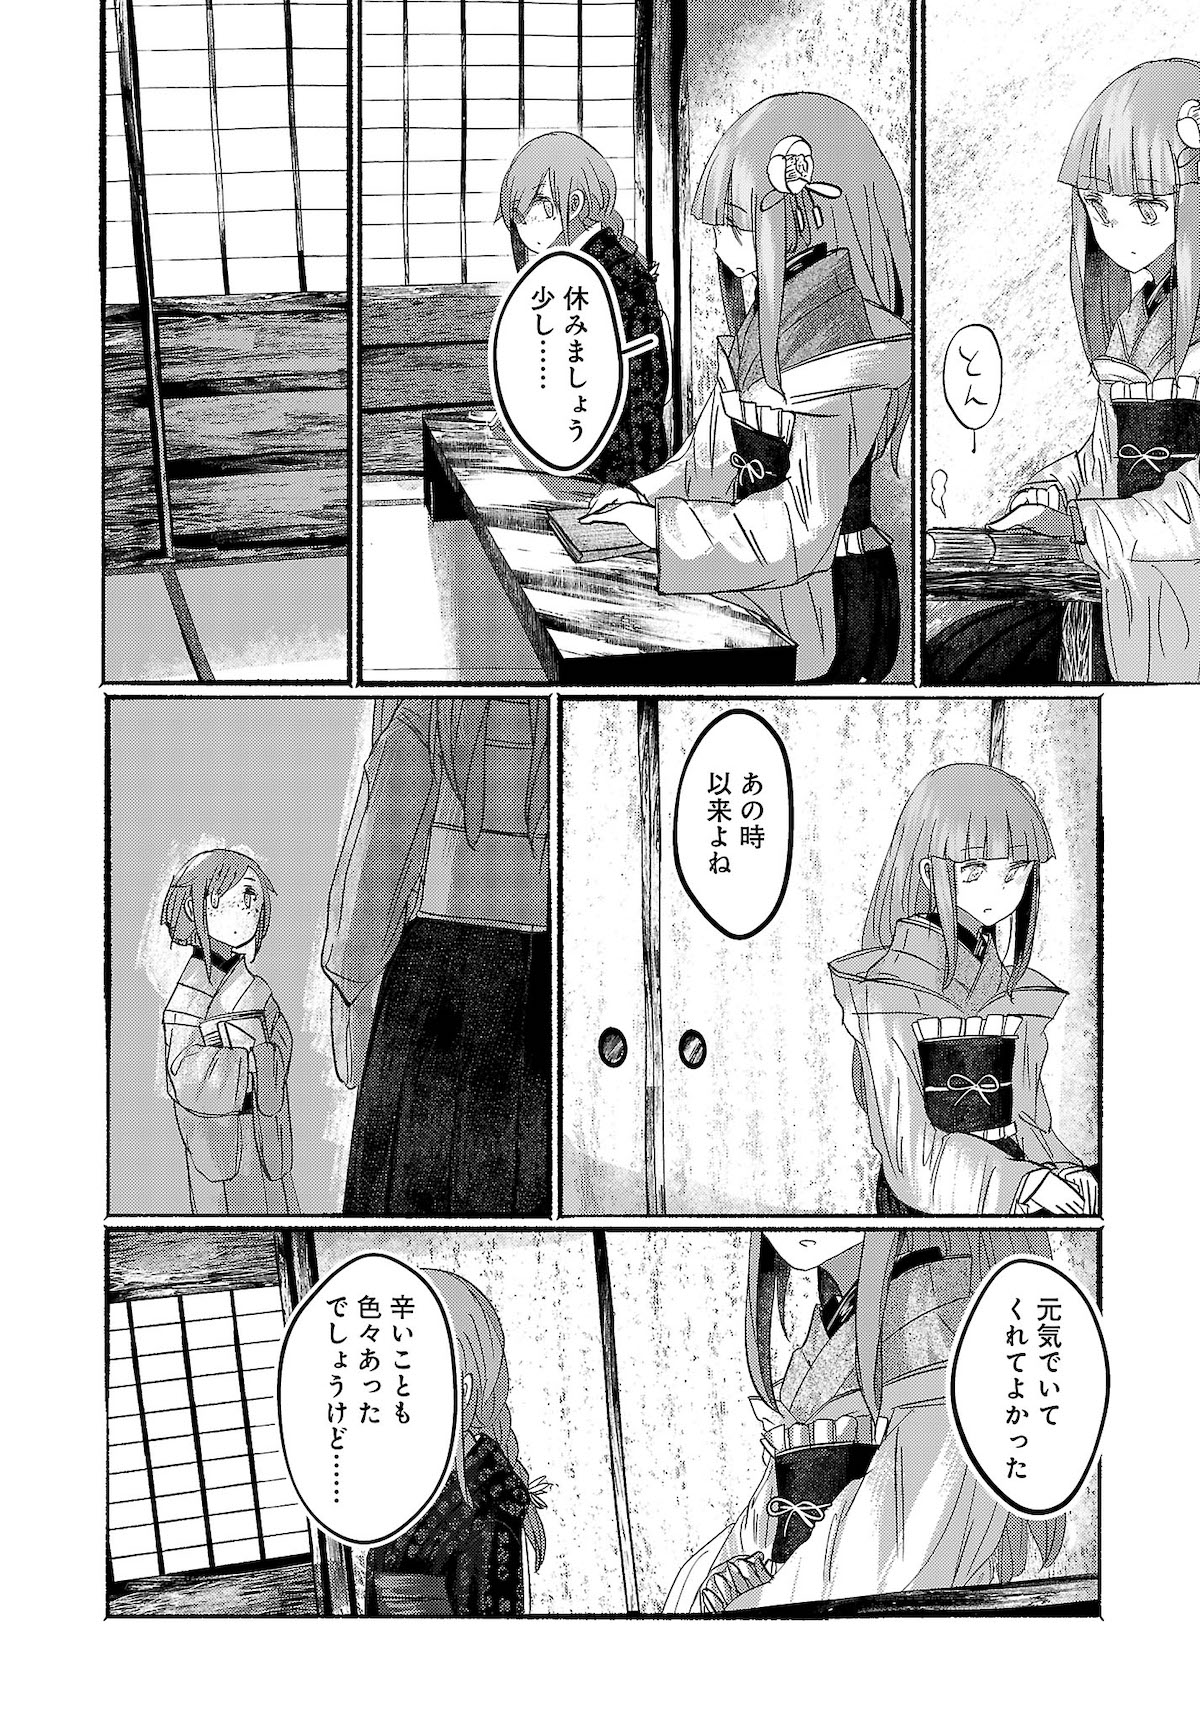 とん
少し……
休みましょう
あの時
以来よね
元気でいて
くれてよかった
辛いことも
色々あった
でしょうけど……